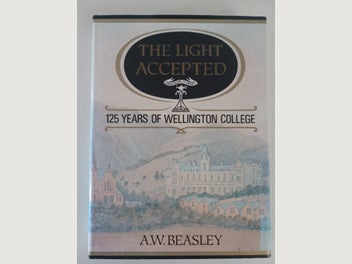 THE LIGHT
ACCEPTED
125 YEARS OF WELLINGTON COLLEGE
A.W. BEASLEY